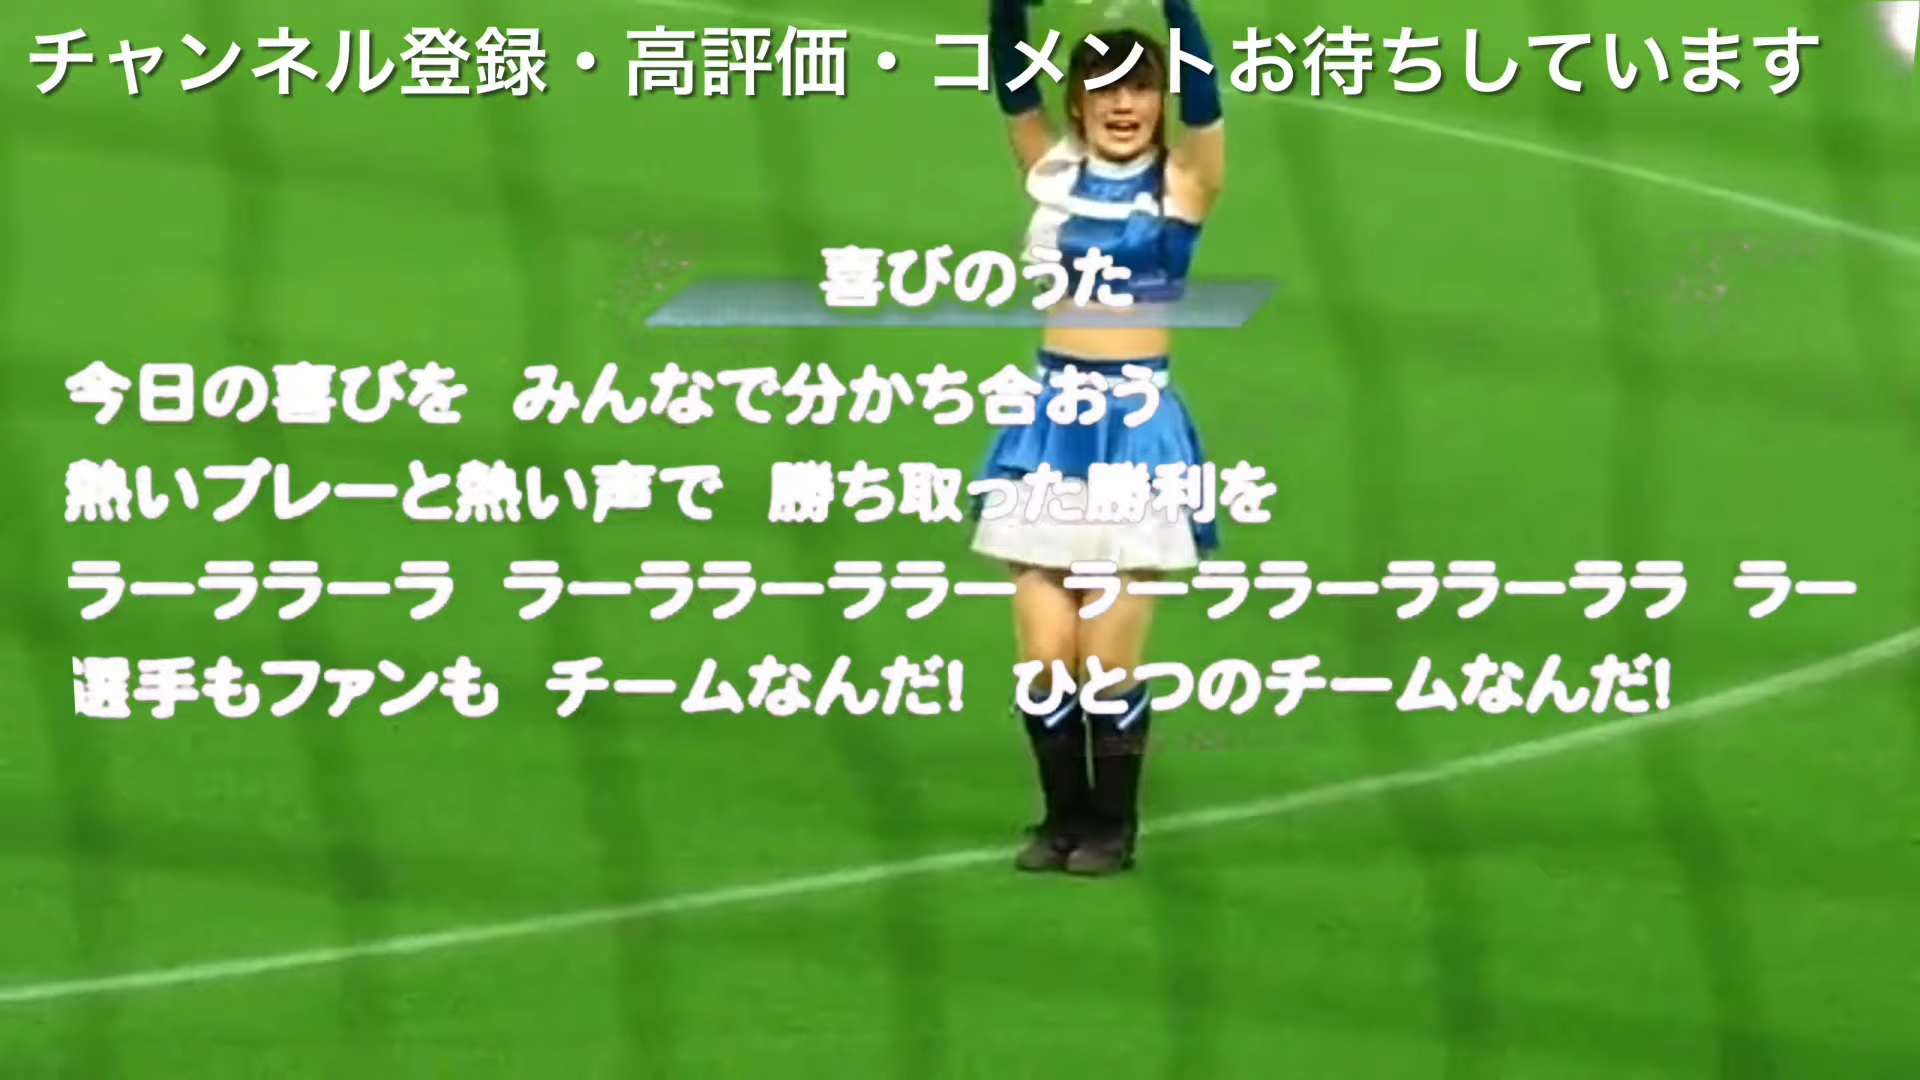 チャンネル登録・高評価・コメントお待ちしています
喜びのうた
今日の喜びを　みんなで分かち合おう
熱いプレーと熱い声で　勝ち取った勝利を
ラーララーラ　ラーララーララー　ラーララーララーララ　ラー
選手もファンも　チームなんだ!　ひとつのチームなんだ!